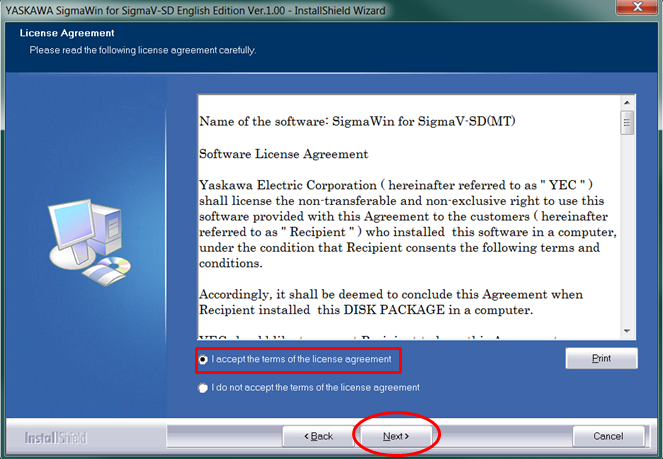 YASKAWA SigmaWin for SigmaV-SD English Edition Ver.1.00 - InstallShield Wizard
License Agreement
Please read the following license agreement carefully.
Name of the software: SigmaWin for SigmaV-SD(MT)
Software License Agreement
Yaskawa Electric Corporation ( hereinafter referred to as " YEC " )
shall license the non-transferable and non-exclusive right to use this
software provided with this Agreement to the customers ( hereinafter
referred to as " Recipient " ) who installed this software in a computer,
under the condition that Recipient consents the following terms and
conditions.
Accordingly, it shall be deemed to conclude this Agreement when
Recipient installed this DISK PACKAGE in a computer.
I accept the terms of the license agreement
Print
I do not accept the terms of the license agreement
InstallShield
< Back
Next >
Cancel